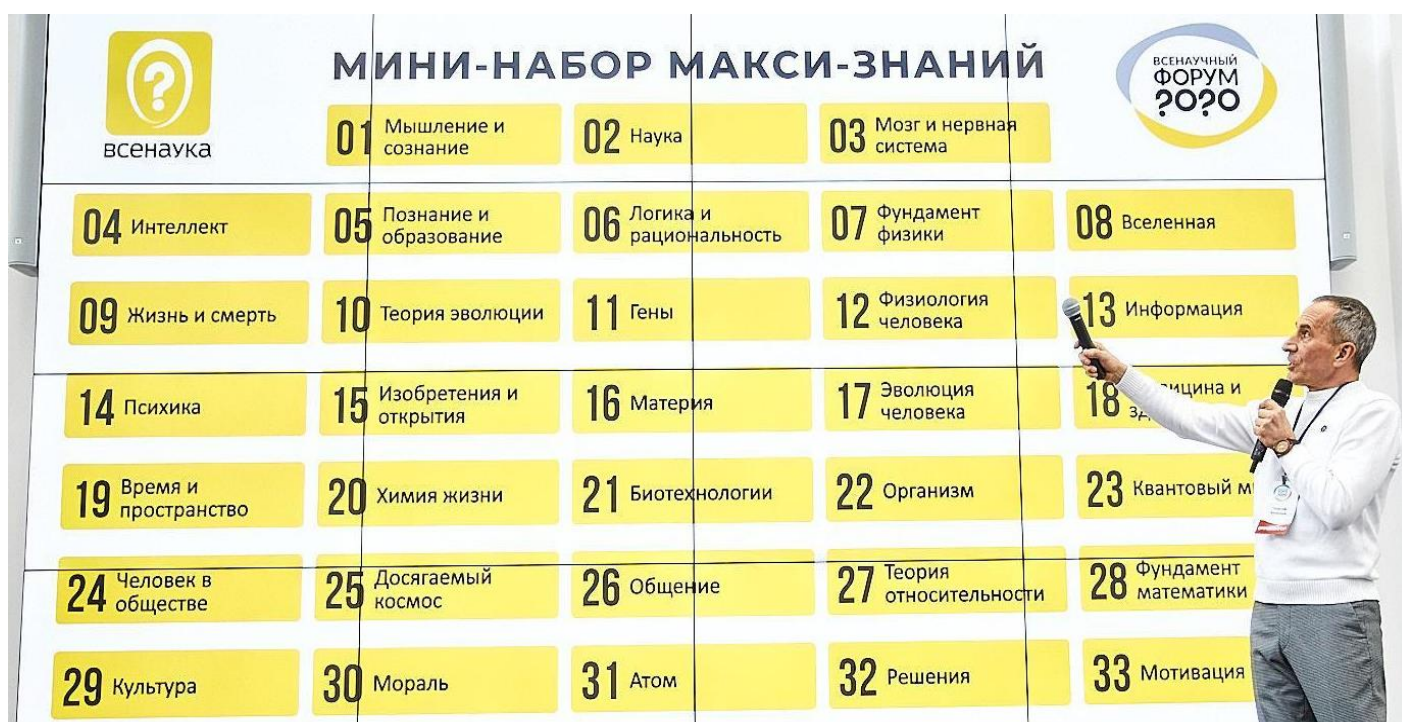 МИНИ-НАБОР МАКСИ-ЗНАНИЙ
всенаука
ВСЕНАУЧНЫЙ
ФОРУМ
?О?О
01 Мышление и
сознание
02 Наука
03 Мозг и нервная
система
04 Интеллект
05 Познание и
образование
06 Логика и
рациональность
07 Фундамент
физики
08 Вселенная
09 Жизнь и смерть
10 Теория эволюции
11 Гены
12 Физиология
человека
13 Информация
14 Психика
15 Изобретения и
открытия
16 Материя
17 Эволюция
человека
18
19 Время и
пространство
20 Химия жизни
21 Биотехнологии
22 Организм
23 Квантовый
24 Человек в
обществе
25 Досягаемый
космос
26 Общение
27 Теория
относительности
28 Фундамент
математики
29 Культура
30 Мораль
31 Атом
32 Решения
33 Мотивация